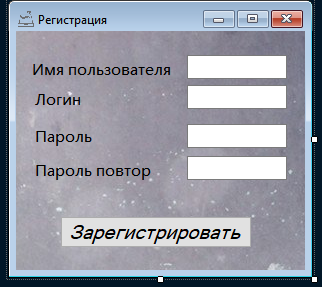 Регистрация
Имя пользователя
Логин
Пароль
Пароль повтор
Зарегистрировать